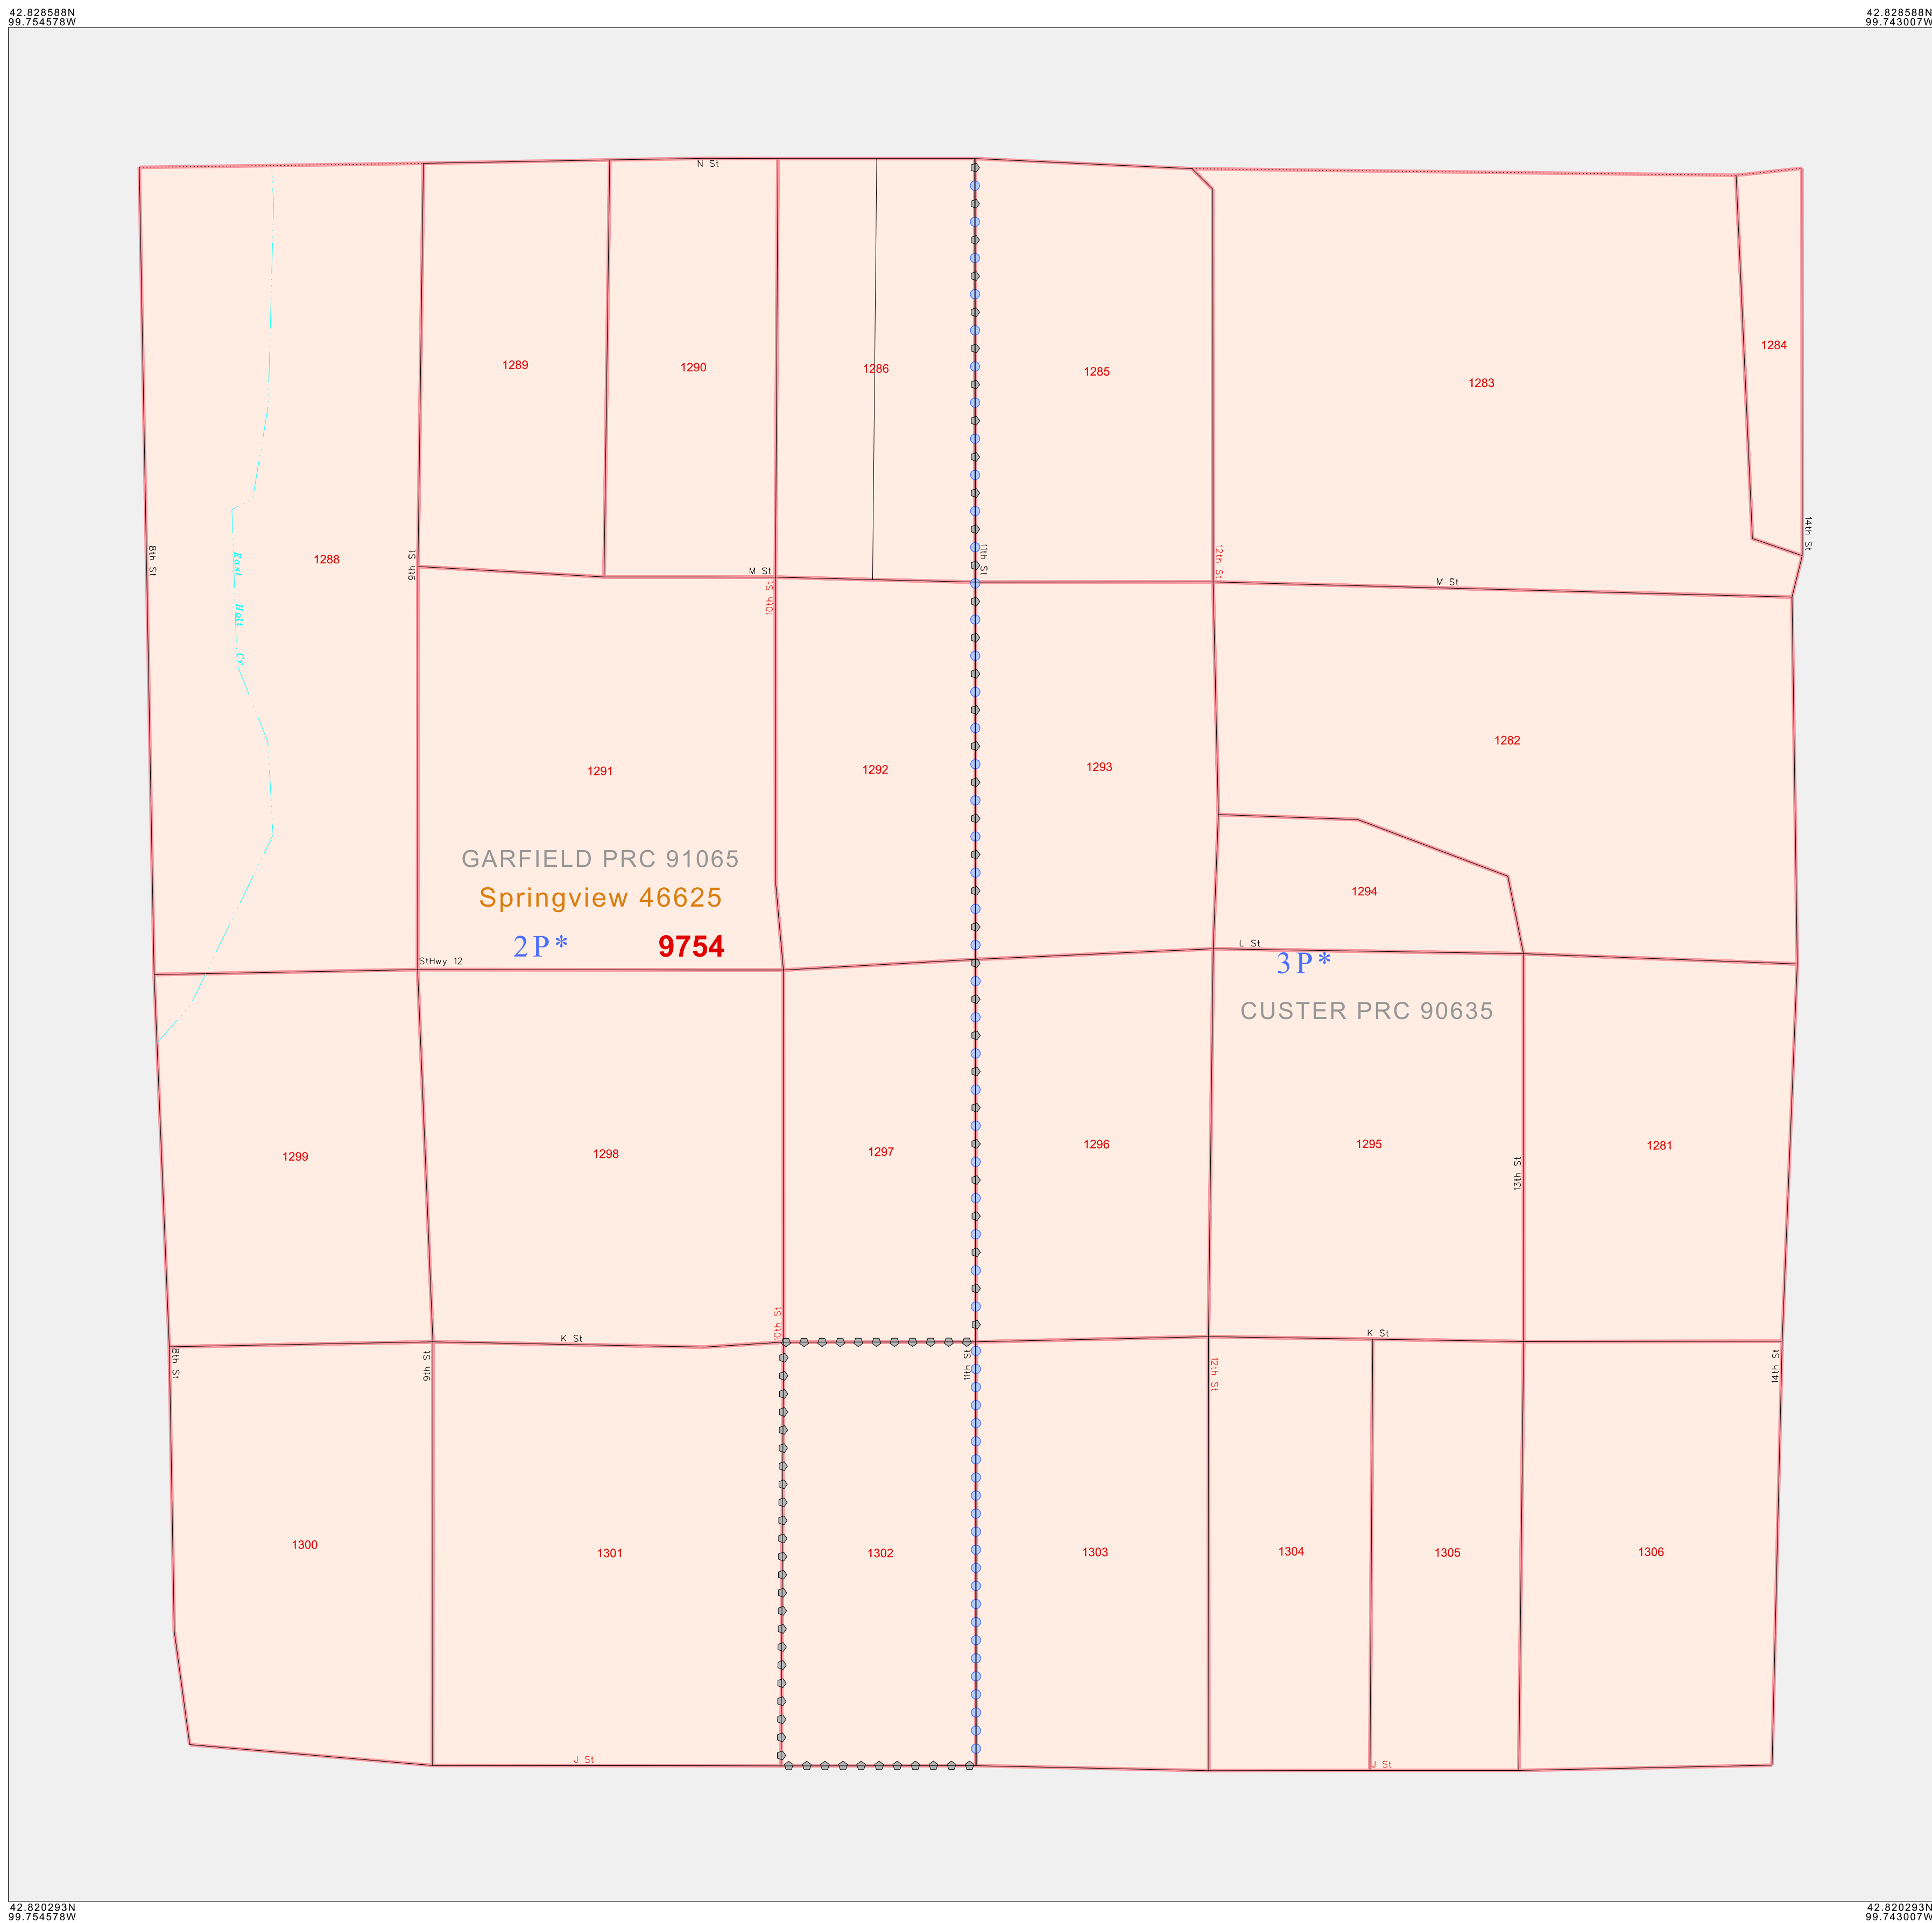 42.828588N
99.754578W
42.828588N
99.743007W
N St
1284
1289
1290
1286
1285
1283
8th St
East Holt Cr
1288
9th St
M St
10th St
11th St
12th St
M St
14th St
1291
1292
1293
1282
GARFIELD PRC 91065
Springview 46625
2P*
9754
1294
StHwy 12
L St
3P*
CUSTER PRC 90635
1299
1298
1297
1296
1295
13th St
1281
10th St
K St
K St
8th St
9th St
11th St
12th St
14th St
1300
1301
1302
1303
1304
1305
1306
J St
J St
42.820293N
99.754578W
42.820293N
99.743007W